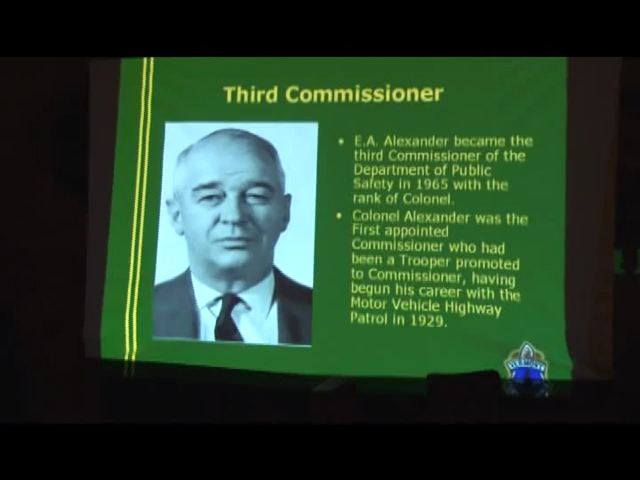 Third Commissioner
• E.A. Alexander became the
third Commissioner of the
Department of Public
Safety in 1965 with the
rank of Colonel.
• Colonel Alexander was the
First appointed
Commissioner who had
been a Trooper promoted
to Commissioner, having
begun his career with the
Motor Vehicle Highway
Patrol in 1929.
VERMONT